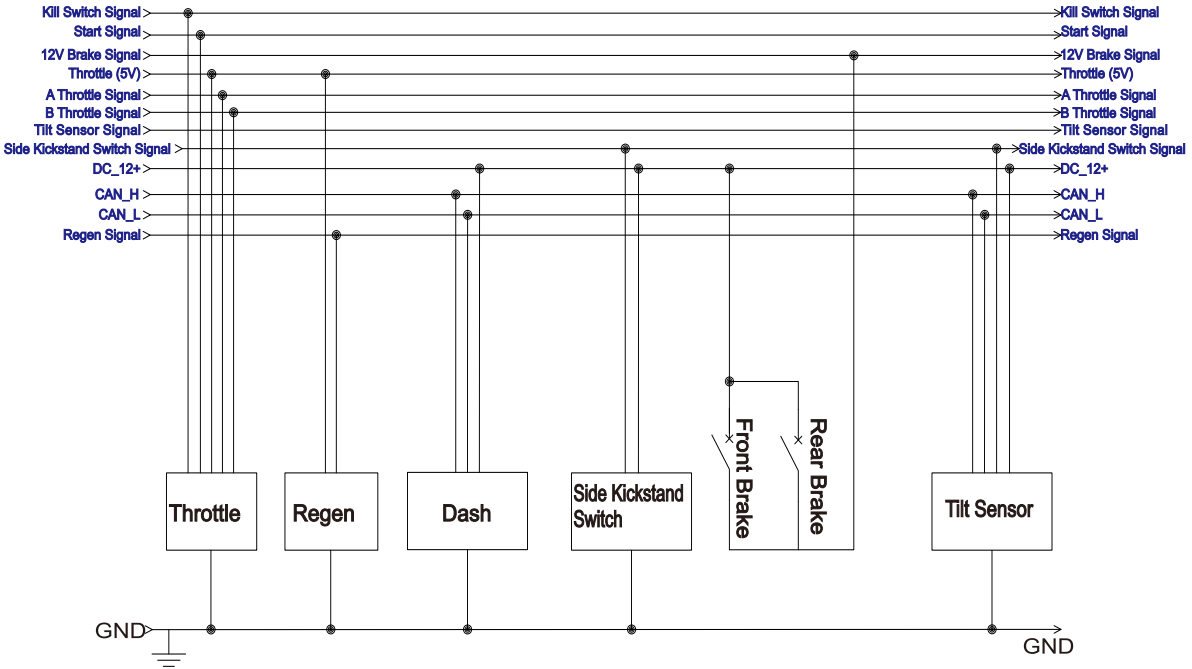 Kill Switch Signal
Start Signal
12V Brake Signal
Throttle (5V)
A Throttle Signal
B Throttle Signal
Tilt Sensor Signal
Side Kickstand Switch Signal
DC_12+
CAN_H
CAN_L
Regen Signal
Kill Switch Signal
Start Signal
12V Brake Signal
Throttle (5V)
A Throttle Signal
B Throttle Signal
Tilt Sensor Signal
Side Kickstand Switch Signal
DC_12+
CAN_H
CAN_L
Regen Signal
Throttle
Regen
Dash
Side Kickstand
Switch
Front Brake
Rear Brake
Tilt Sensor
GND
GND